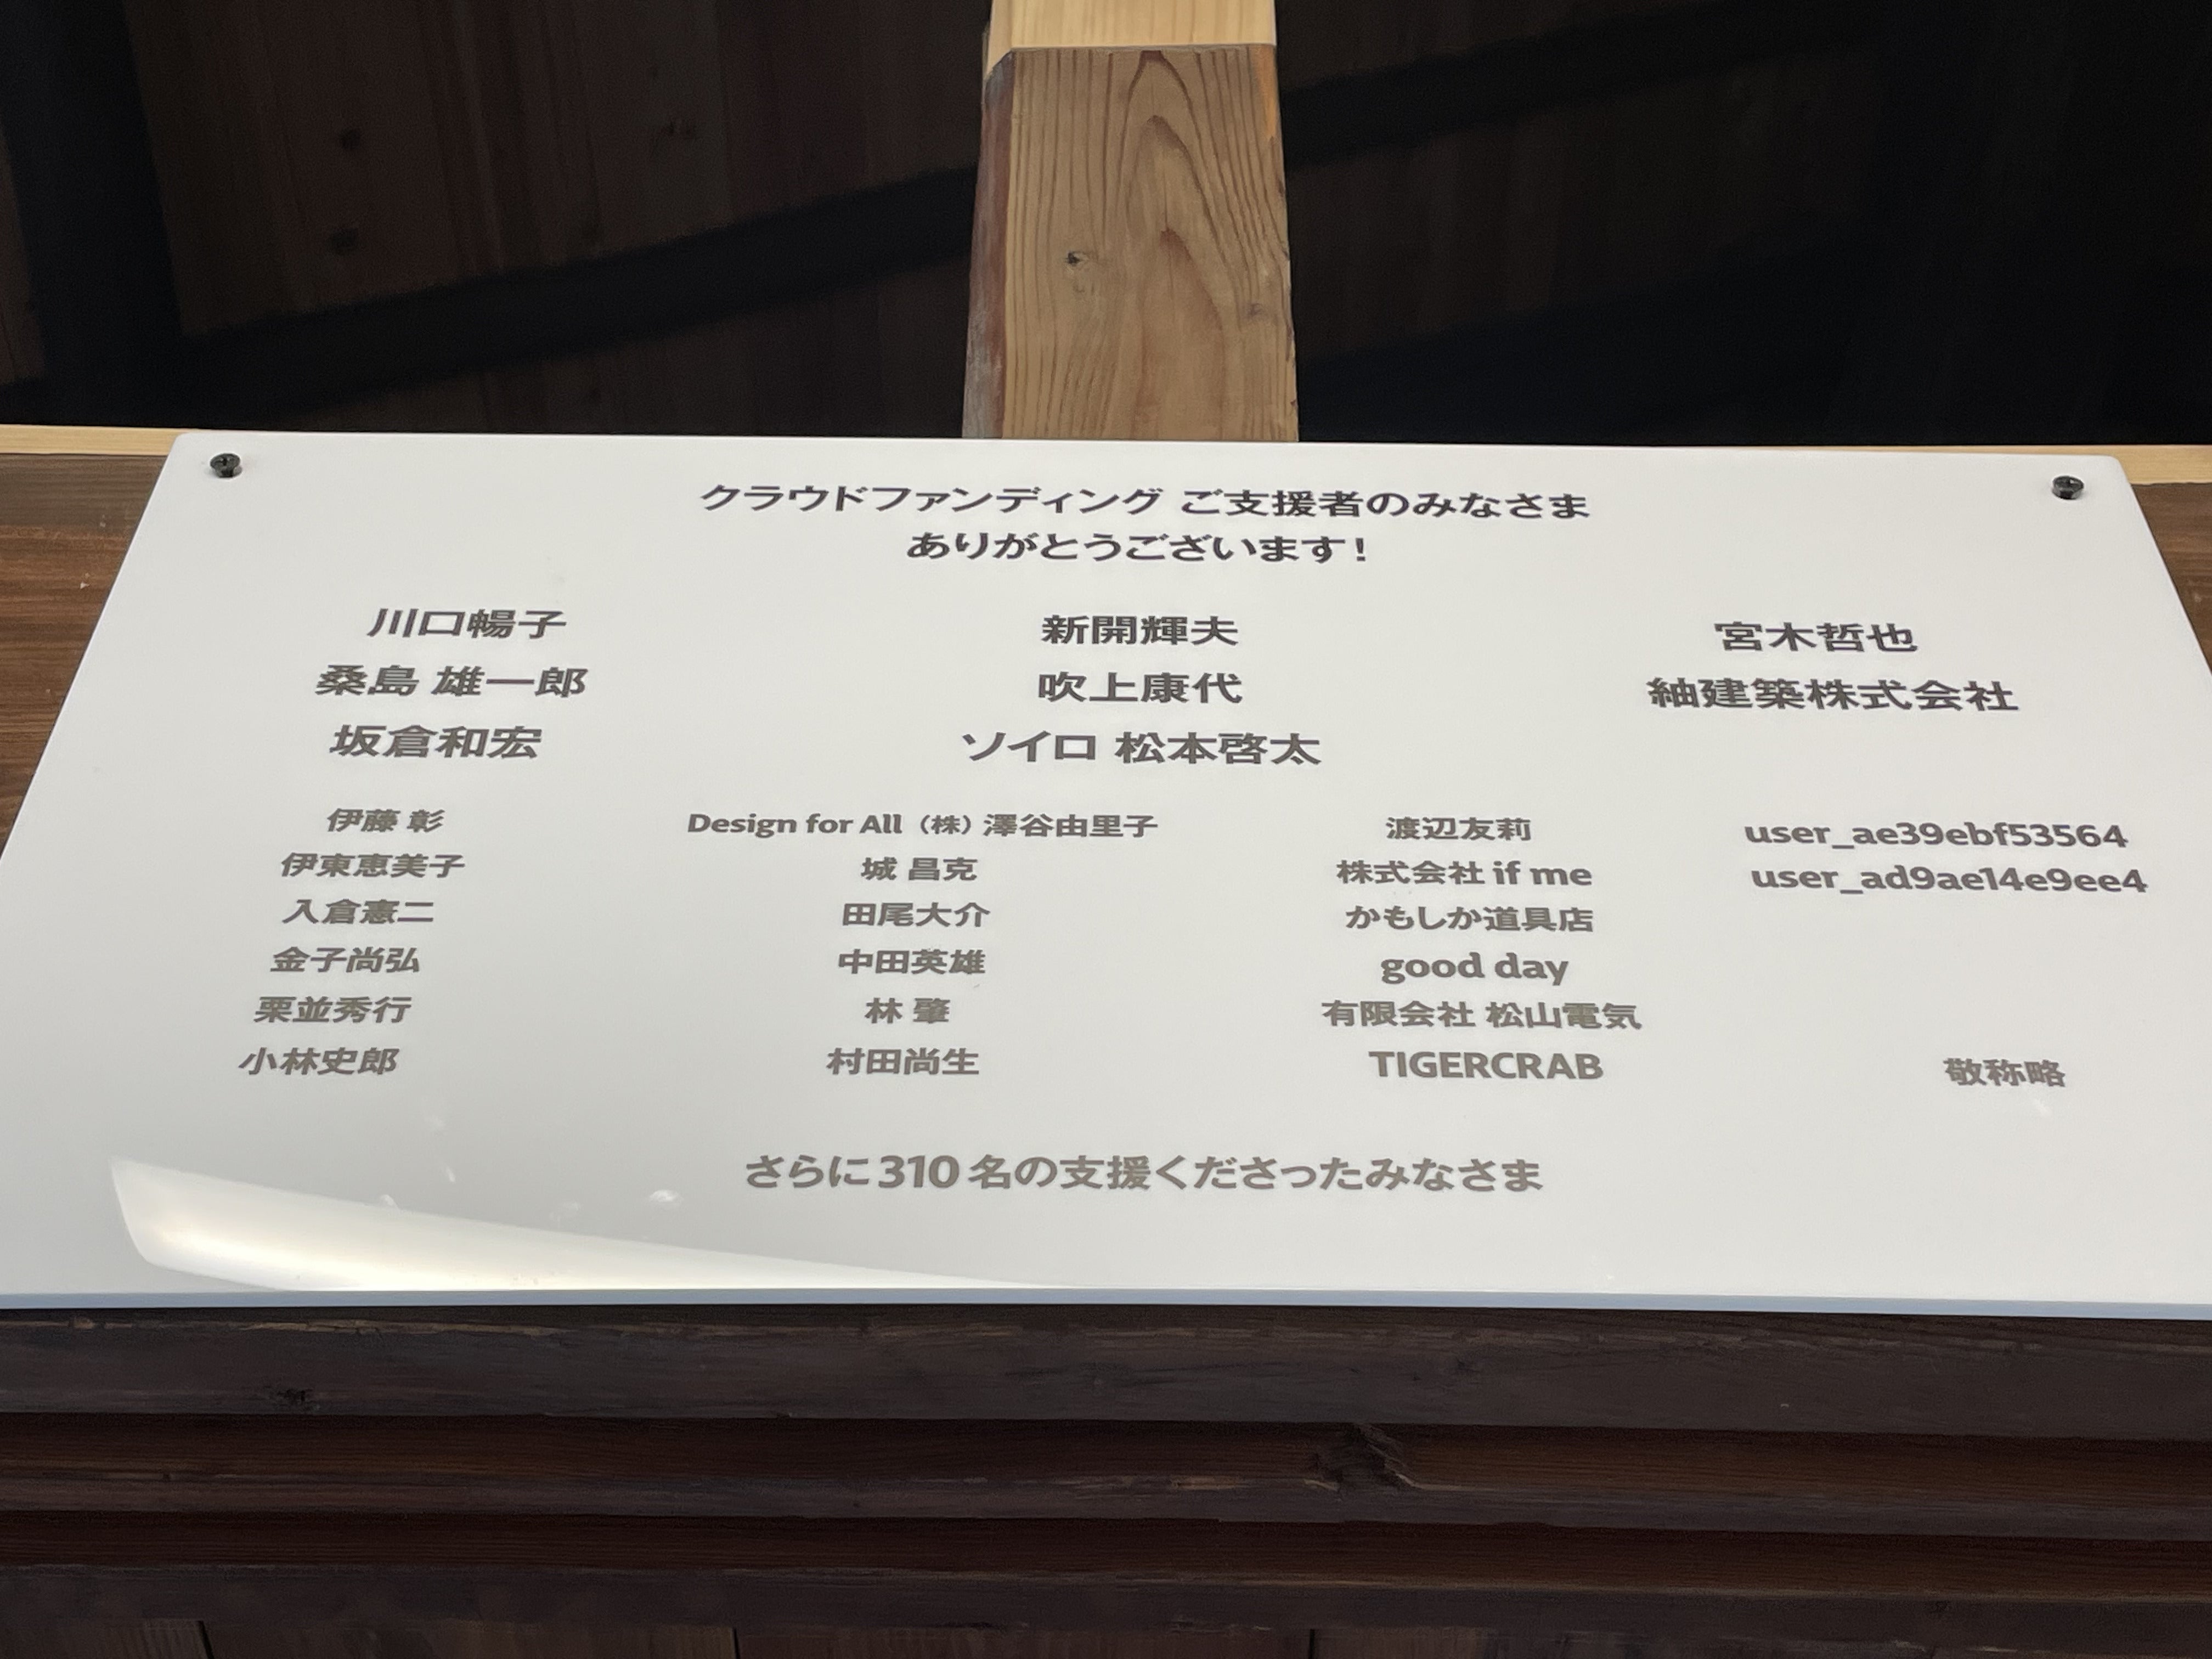 クラウドファンディング ご支援者のみなさま
ありがとうございます!
川口暢子 新開輝夫 宮木哲也
桑島 雄一郎 吹上康代 紬建築株式会社
坂倉和宏 ソイロ 松本啓太
伊藤 彰 Design for All（株）澤谷由里子 渡辺友莉 user_ae39ebf53564
伊東恵美子 城 昌克 株式会社 if me user_ad9ae14e9ee4
入倉憲二 田尾大介 かもしか道具店
金子尚弘 中田英雄 good day
栗並秀行 林 肇 有限会社 松山電気
小林史郎 村田尚生 TIGERCRAB 敬称略
さらに310名の支援くださったみなさま